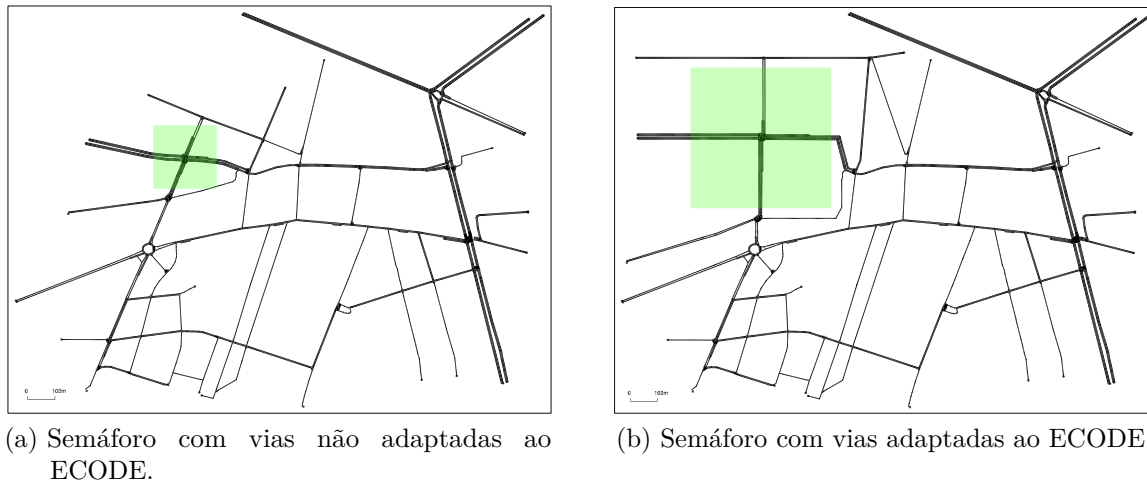 0 100m
0 100m
(a) Semáforo com vias não adaptadas ao
ECODE.
(b) Semáforo com vias adaptadas ao ECODE